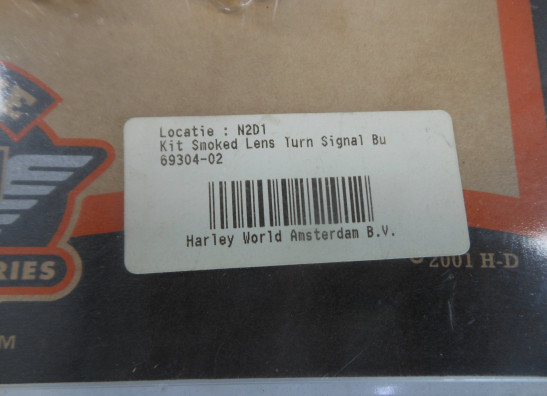 Locatie : N2D1
Kit Smoked Lens Turn Signal Bu
69304-02
Harley World Amsterdam B.V.
© 2001 H-D
RIES
M